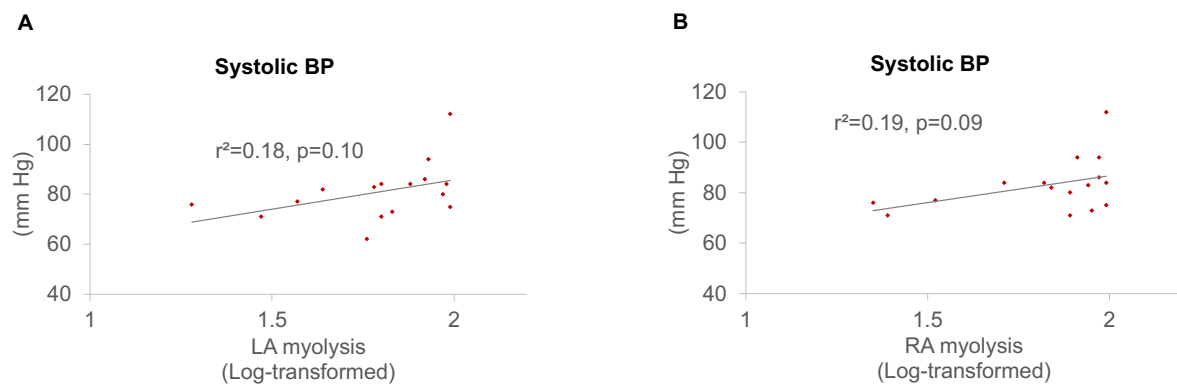 A
Systolic BP
120
100
80
60
40
(mm Hg)
r²=0.18, p=0.10
1
1.5
2
LA myolysis
(Log-transformed)
B
Systolic BP
120
100
80
60
40
(mm Hg)
r²=0.19, p=0.09
1
1.5
2
RA myolysis
(Log-transformed)